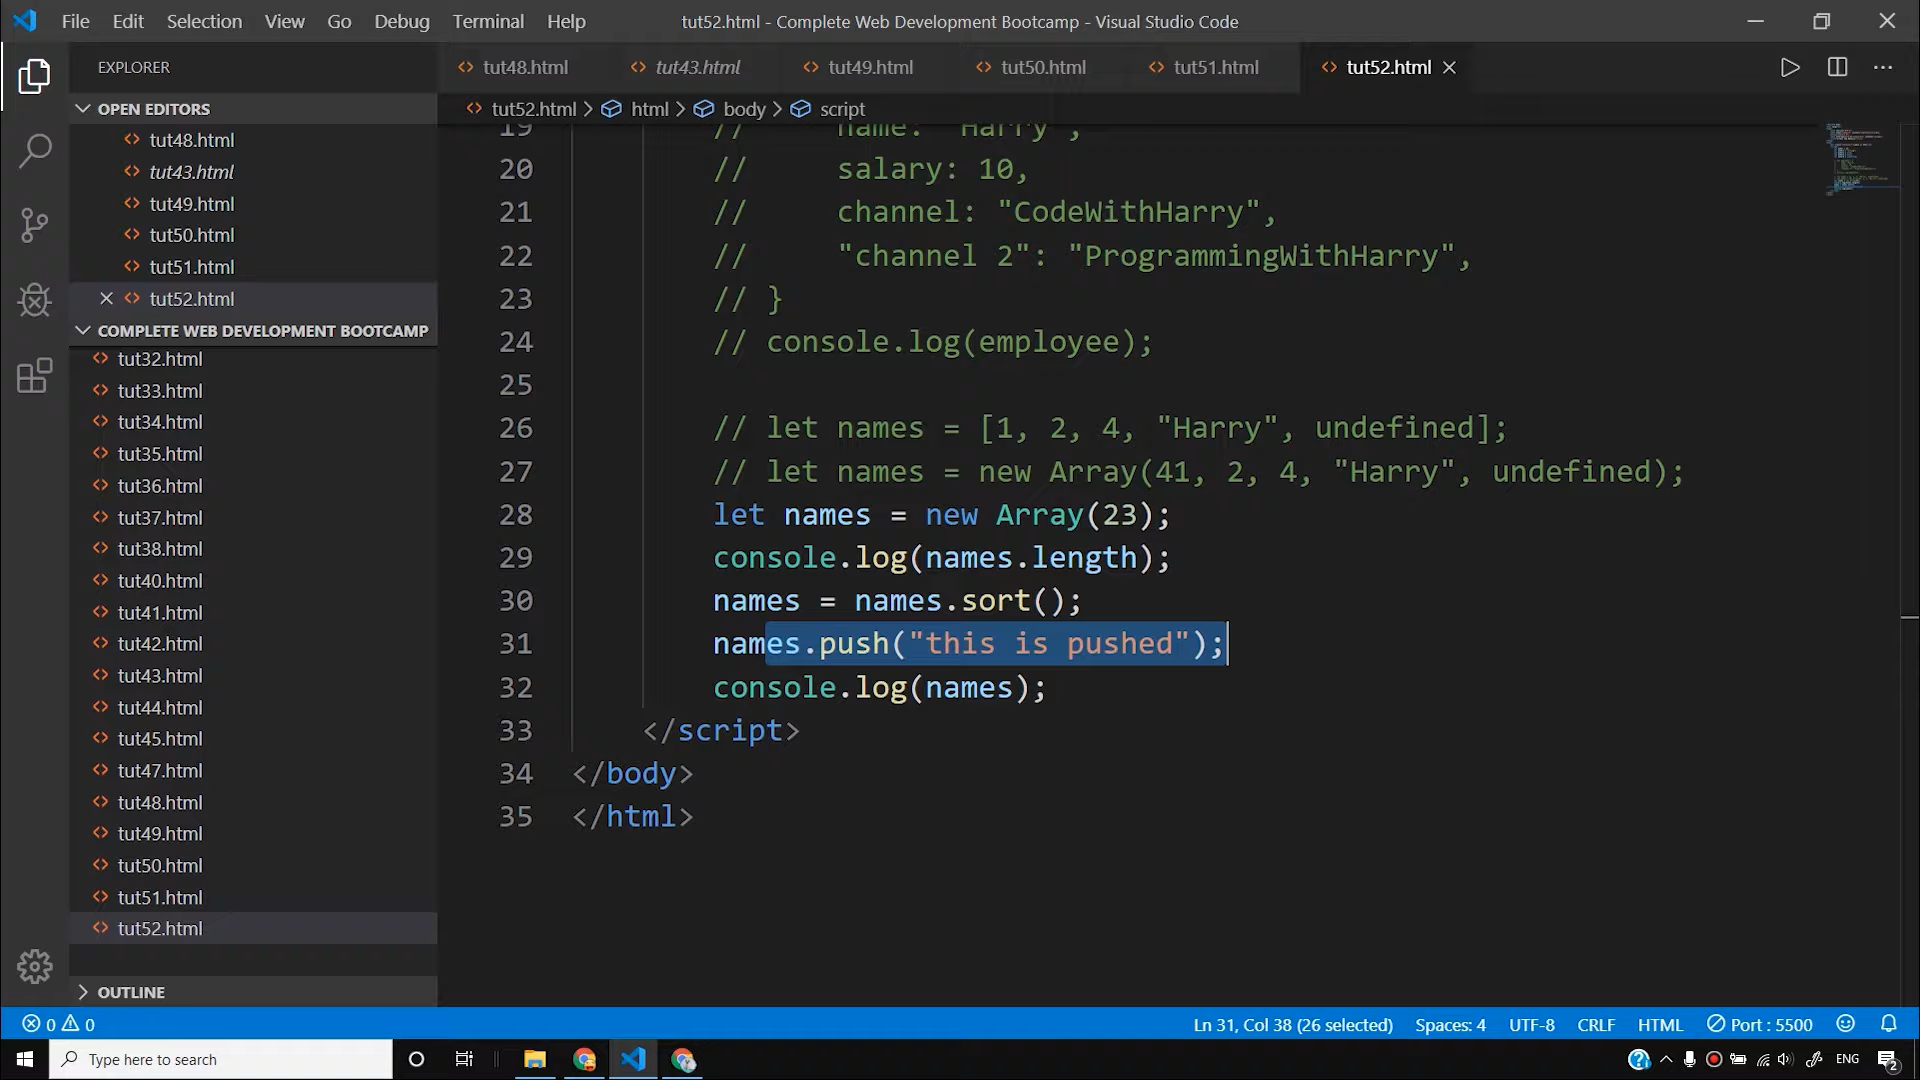 File Edit Selection View Go Debug Terminal Help tut52.html - Complete Web Development Bootcamp - Visual Studio Code
EXPLORER
OPEN EDITORS
tut48.html
tut43.html
tut49.html
tut50.html
tut51.html
tut52.html
COMPLETE WEB DEVELOPMENT BOOTCAMP
tut32.html
tut33.html
tut34.html
tut35.html
tut36.html
tut37.html
tut38.html
tut40.html
tut41.html
tut42.html
tut43.html
tut44.html
tut45.html
tut47.html
tut48.html
tut49.html
tut50.html
tut51.html
tut52.html
OUTLINE
tut48.html tut43.html tut49.html tut50.html tut51.html tut52.html
tut52.html > html > body > script
19 // name: "Harry",
20 // salary: 10,
21 // channel: "CodeWithHarry",
22 // "channel 2": "ProgrammingWithHarry",
23 // }
24 // console.log(employee);
25
26 // let names = [1, 2, 4, "Harry", undefined];
27 // let names = new Array(41, 2, 4, "Harry", undefined);
28 let names = new Array(23);
29 console.log(names.length);
30 names = names.sort();
31 names.push("this is pushed");
32 console.log(names);
33 </script>
34 </body>
35 </html>
0 0 Ln 31, Col 38 (26 selected) Spaces: 4 UTF-8 CRLF HTML Port : 5500
Type here to search ENG 2